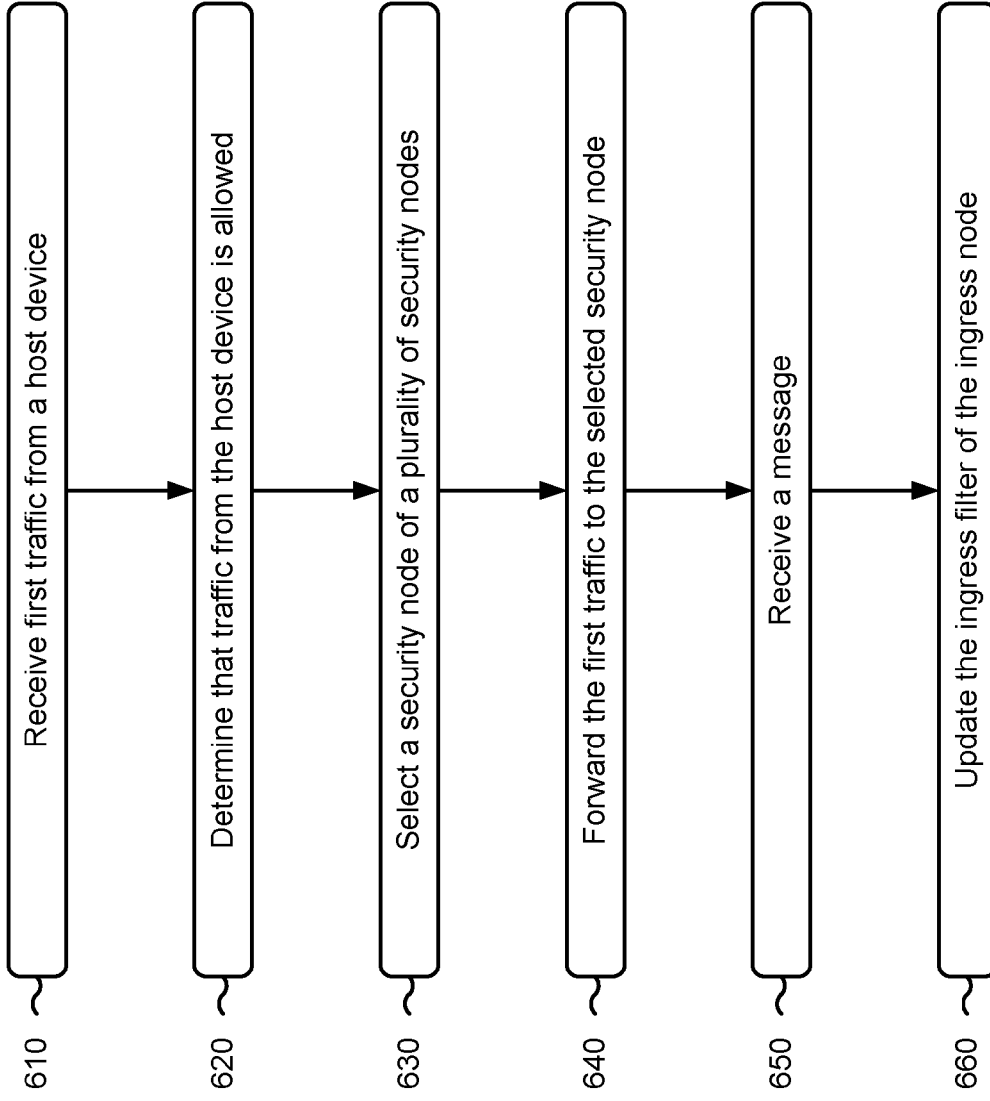 610
Receive first traffic from a host device
620
Determine that traffic from the host device is allowed
630
Select a security node of a plurality of security nodes
640
Forward the first traffic to the selected security node
650
Receive a message
660
Update the ingress filter of the ingress node